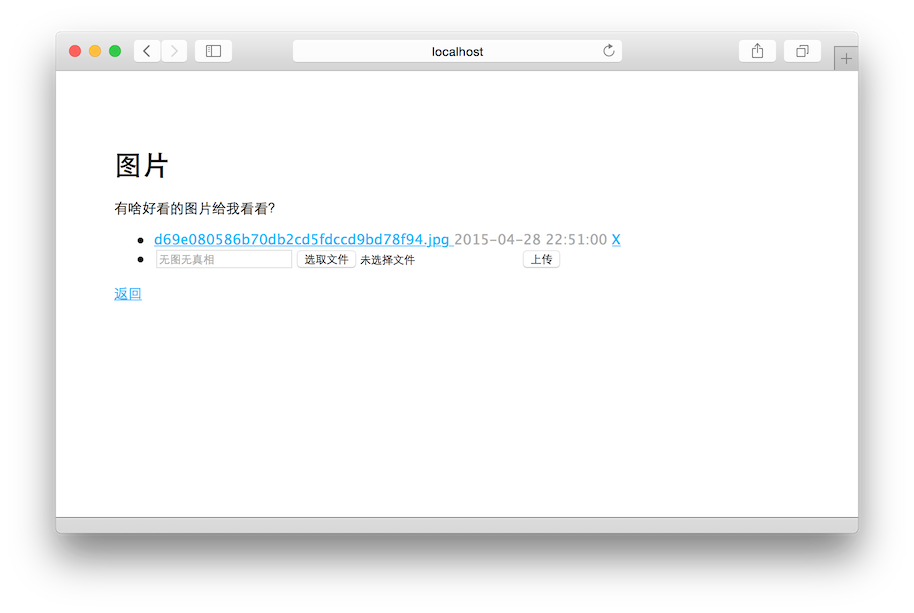 localhost
图片
有啥好看的图片给我看看?
d69e080586b70db2cd5fdccd9bd78f94.jpg 2015-04-28 22:51:00 X
无图无真相 选取文件 未选择文件 上传
返回